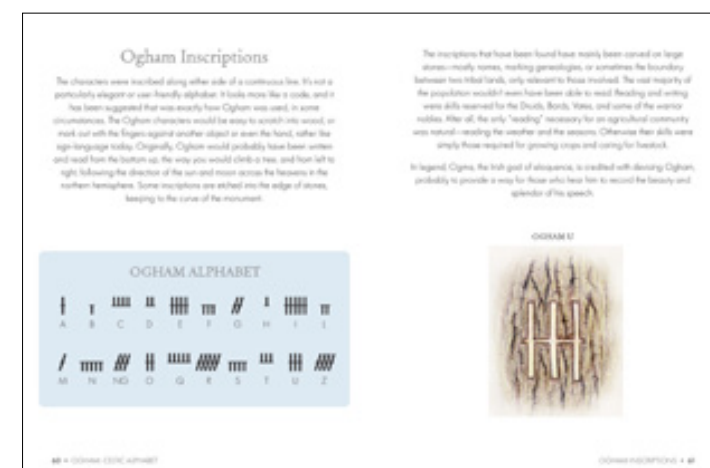 Ogham Inscriptions
The characters were inscribed along either side of a continuous line. It's not a
particularly elegant or user-friendly alphabet. It looks more like a code, and it
has been suggested that was exactly how Ogham was used, in some
circumstances. The Ogham characters would be easy to scratch into wood, or
mark out with the fingers against another object or even the hand, rather like
sign-language today. Originally, Ogham would probably have been written
and read from the bottom up, the way you would climb a tree, and from left to
right, following the direction of the sun and moon across the heavens in the
northern hemisphere. Some inscriptions are etched into the edge of stones,
keeping to the curve of the monument.
OGHAM ALPHABET
A B C D E F G H I L
M N NG O Q R S T U Z
60 • OGHAM: CELTIC ALPHABET
The inscriptions that have been found have mainly been carved on large
stones—mostly names, marking genealogies, or sometimes the boundary
between two tribal lands, only relevant to those involved. The vast majority of
the population wouldn't even have been able to read. Reading and writing
were skills reserved for the Druids, Bards, Vates, and some of the warrior
nobles. After all, the only "reading" necessary for an agricultural community
was natural—reading the weather and the seasons. Otherwise their skills were
simply those required for growing crops and caring for livestock.
In legend, Ogma, the Irish god of eloquence, is credited with devising Ogham,
probably to provide a way for those who hear him to record the beauty and
splendor of his speech.
OGHAM U
OGHAM INSCRIPTIONS • 61